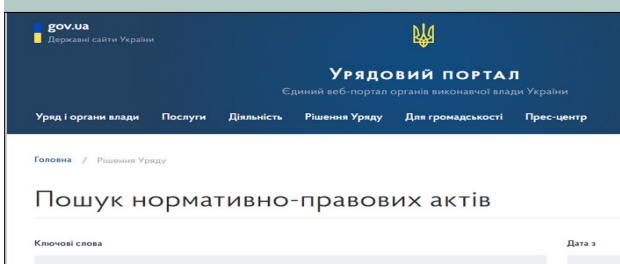 gov.ua
Державні сайти України
Урядовий портал
Єдиний веб-портал органів виконавчої влади України
Уряд і органи влади Послуги Діяльність Рішення Уряду Для громадськості Прес-центр
Головна / Рішення Уряду
Пошук нормативно-правових актів
Ключові слова Дата з